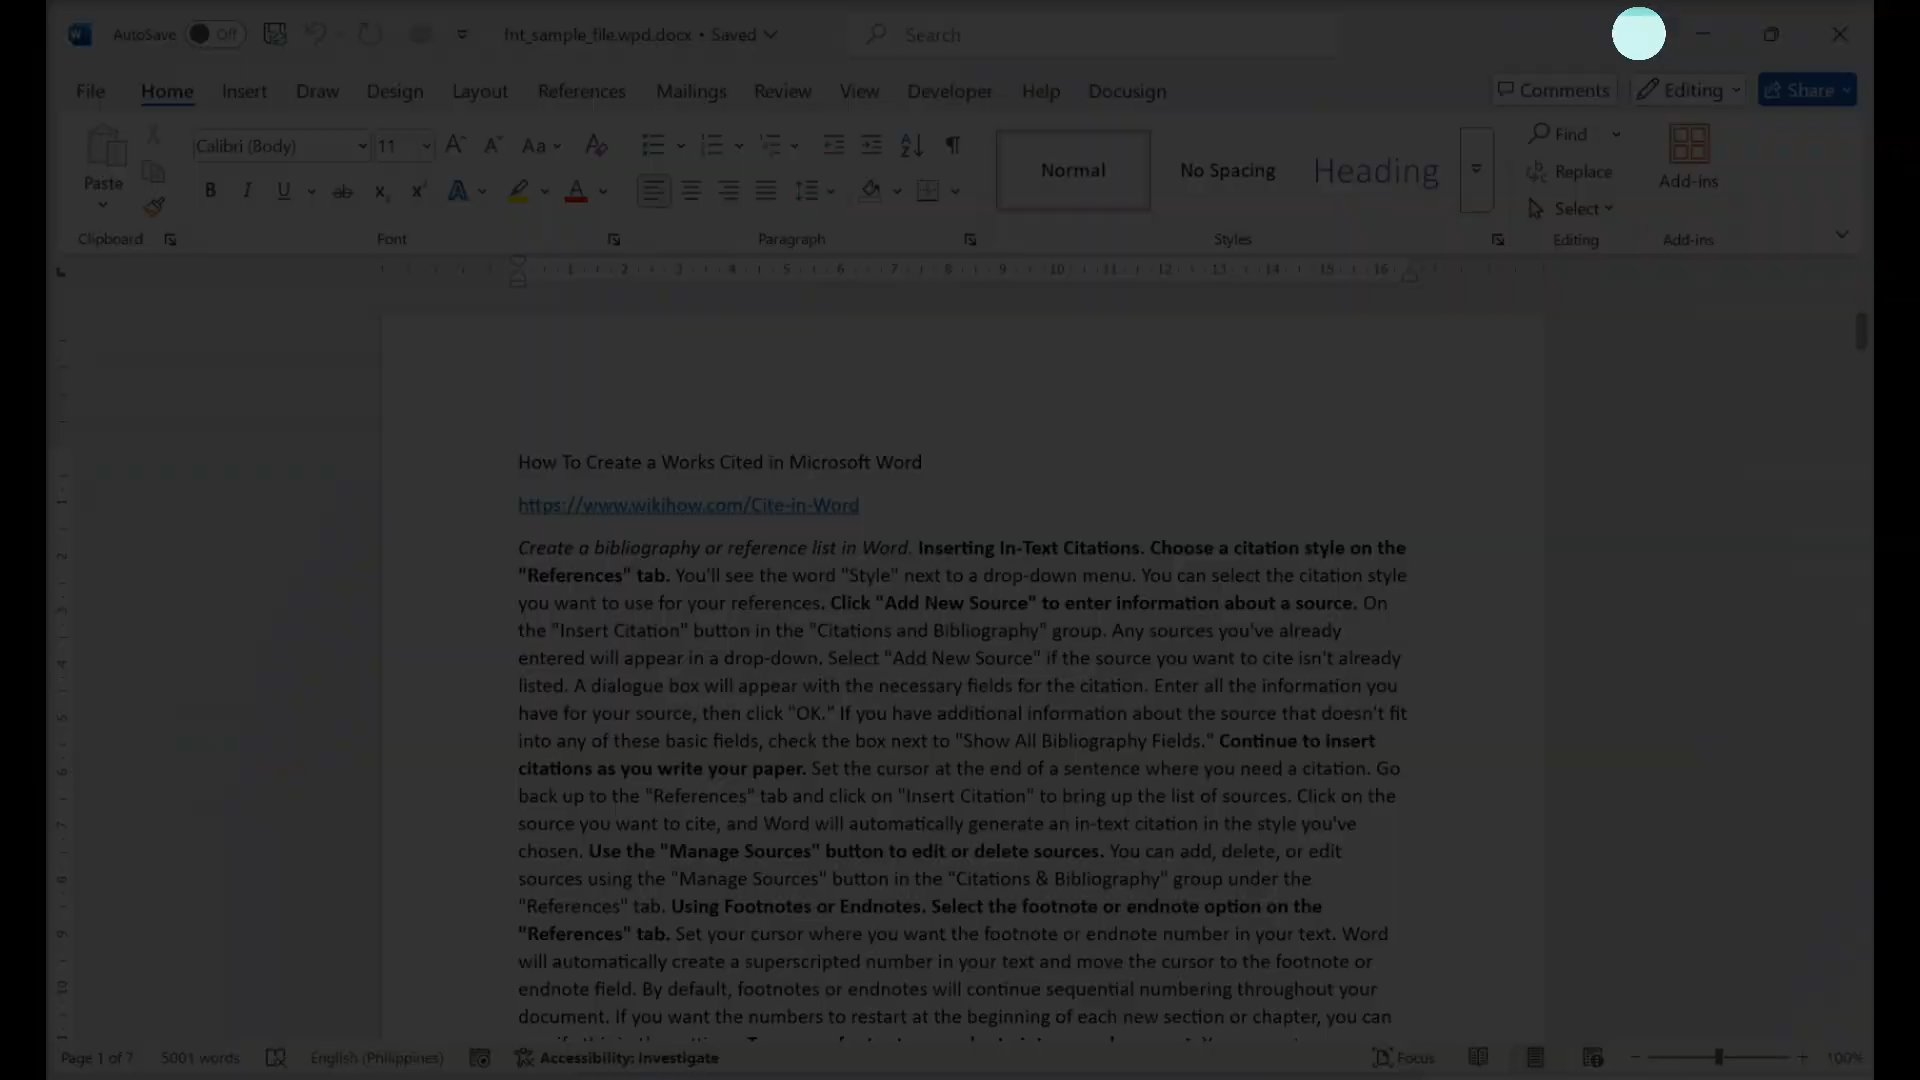 AutoSave Off fnt_sample_file.wpd.docx • Saved Search
File Home Insert Draw Design Layout References Mailings Review View Developer Help Docusign Comments Editing Share
Paste Calibri (Body) 11 Aa Normal No Spacing Heading Find Replace Select Add-ins
Clipboard Font Paragraph Styles Editing Add-ins
1 2 3 4 5 6 7 8 9 10 11 12 13 14 15 16
How To Create a Works Cited in Microsoft Word
https://www.wikihow.com/Cite-in-Word
Create a bibliography or reference list in Word. Inserting In-Text Citations. Choose a citation style on the
"References" tab. You'll see the word "Style" next to a drop-down menu. You can select the citation style
you want to use for your references. Click "Add New Source" to enter information about a source. On
the "Insert Citation" button in the "Citations and Bibliography" group. Any sources you've already
entered will appear in a drop-down. Select "Add New Source" if the source you want to cite isn't already
listed. A dialogue box will appear with the necessary fields for the citation. Enter all the information you
have for your source, then click "OK." If you have additional information about the source that doesn't fit
into any of these basic fields, check the box next to "Show All Bibliography Fields." Continue to insert
citations as you write your paper. Set the cursor at the end of a sentence where you need a citation. Go
back up to the "References" tab and click on "Insert Citation" to bring up the list of sources. Click on the
source you want to cite, and Word will automatically generate an in-text citation in the style you've
chosen. Use the "Manage Sources" button to edit or delete sources. You can add, delete, or edit
sources using the "Manage Sources" button in the "Citations & Bibliography" group under the
"References" tab. Using Footnotes or Endnotes. Select the footnote or endnote option on the
"References" tab. Set your cursor where you want the footnote or endnote number in your text. Word
will automatically create a superscripted number in your text and move the cursor to the footnote or
endnote field. By default, footnotes or endnotes will continue sequential numbering throughout your
document. If you want the numbers to restart at the beginning of each new section or chapter, you can
Page 1 of 7 5001 words English (Philippines) Accessibility: Investigate Focus 100%